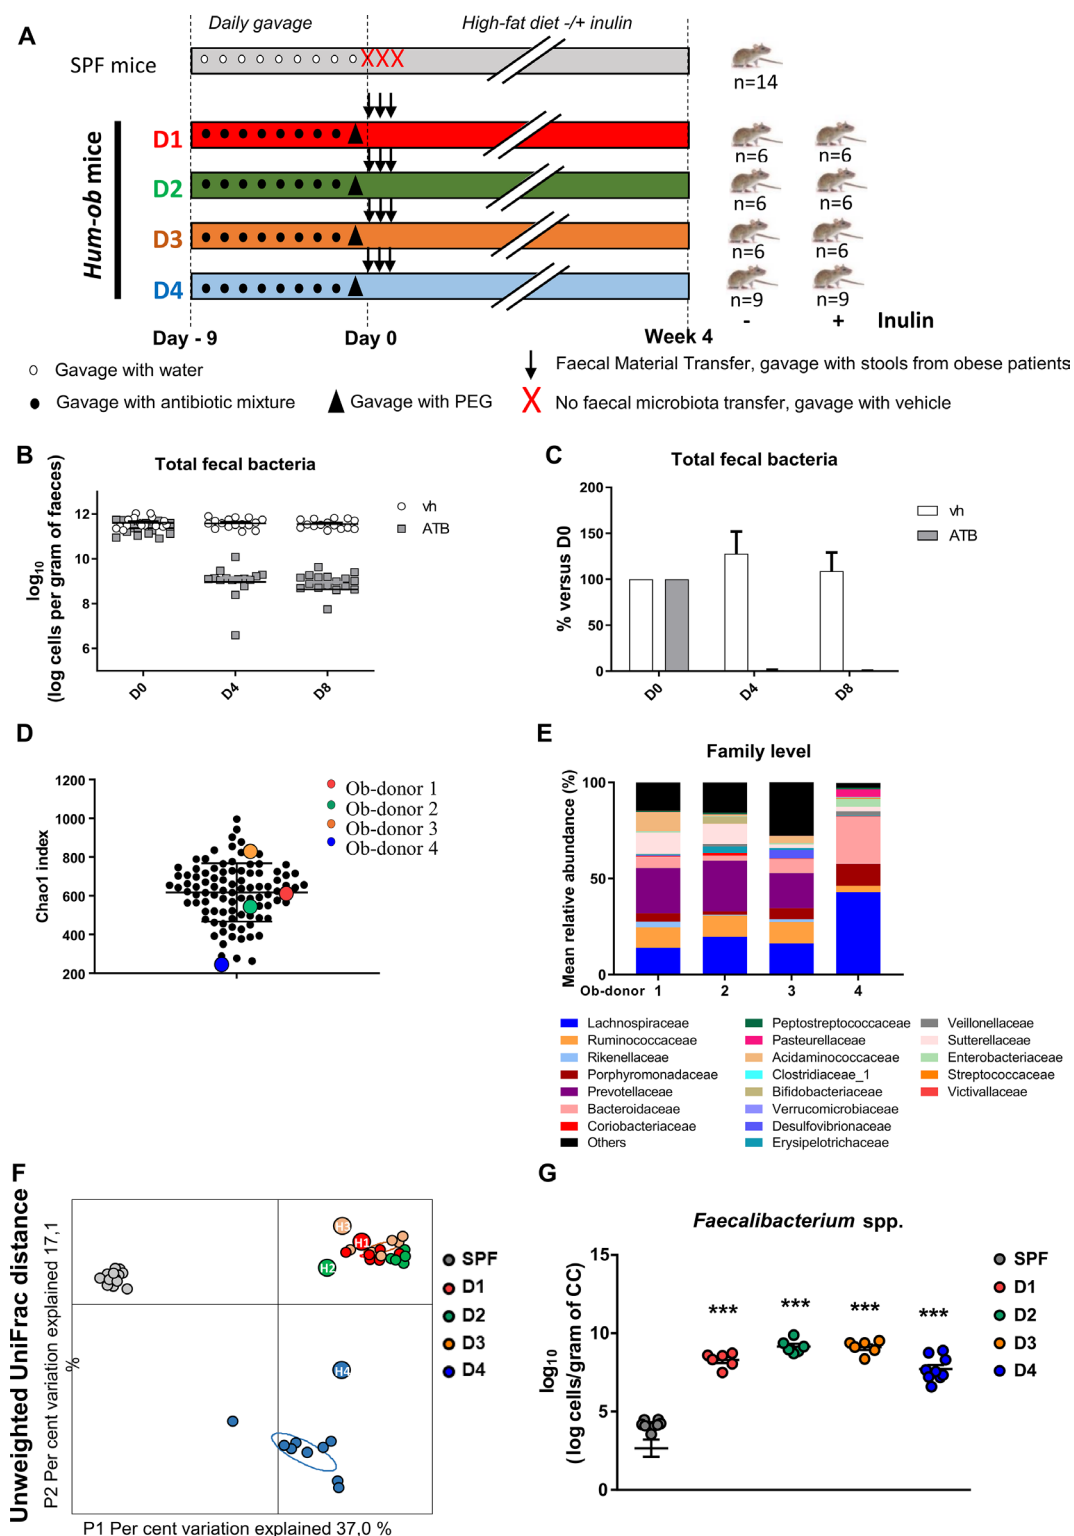 A
Daily gavage
High-fat diet -/+ inulin
SPF mice
XXX
n=14
Hum-ob mice
D1
n=6
n=6
D2
n=6
n=6
D3
n=6
n=6
D4
n=9
n=9
-
+
Inulin
Day - 9
Day 0
Week 4
Gavage with water
Faecal Material Transfer, gavage with stools from obese patients
Gavage with antibiotic mixture
Gavage with PEG
X No faecal microbiota transfer, gavage with vehicle
B
Total fecal bacteria
log10
(log cells per gram of faeces)
12
10
8
6
D0
D4
D8
vh
ATB
C
Total fecal bacteria
% versus D0
200
150
100
50
0
D0
D4
D8
vh
ATB
D
Chao1 index
1200
1000
800
600
400
200
Ob-donor 1
Ob-donor 2
Ob-donor 3
Ob-donor 4
E
Family level
Mean relative abundance (%)
100
50
0
Ob-donor 1 2 3 4
Lachnospiraceae
Ruminococcaceae
Rikenellaceae
Porphyromonadaceae
Prevotellaceae
Bacteroidaceae
Coriobacteriaceae
Others
Peptostreptococcaceae
Pasteurellaceae
Acidaminococcaceae
Clostridiaceae_1
Bifidobacteriaceae
Verrucomicrobiaceae
Desulfovibrionaceae
Erysipelotrichaceae
Veillonellaceae
Sutterellaceae
Enterobacteriaceae
Streptococcaceae
Victivallaceae
F
Unweighted UniFrac distance
P2 Per cent variation explained 17,1
%
H3
H1
H2
H4
P1 Per cent variation explained 37,0 %
SPF
D1
D2
D3
D4
G
Faecalibacterium spp.
log10
(log cells/gram of CC)
15
10
5
0
***
***
***
***
SPF
D1
D2
D3
D4